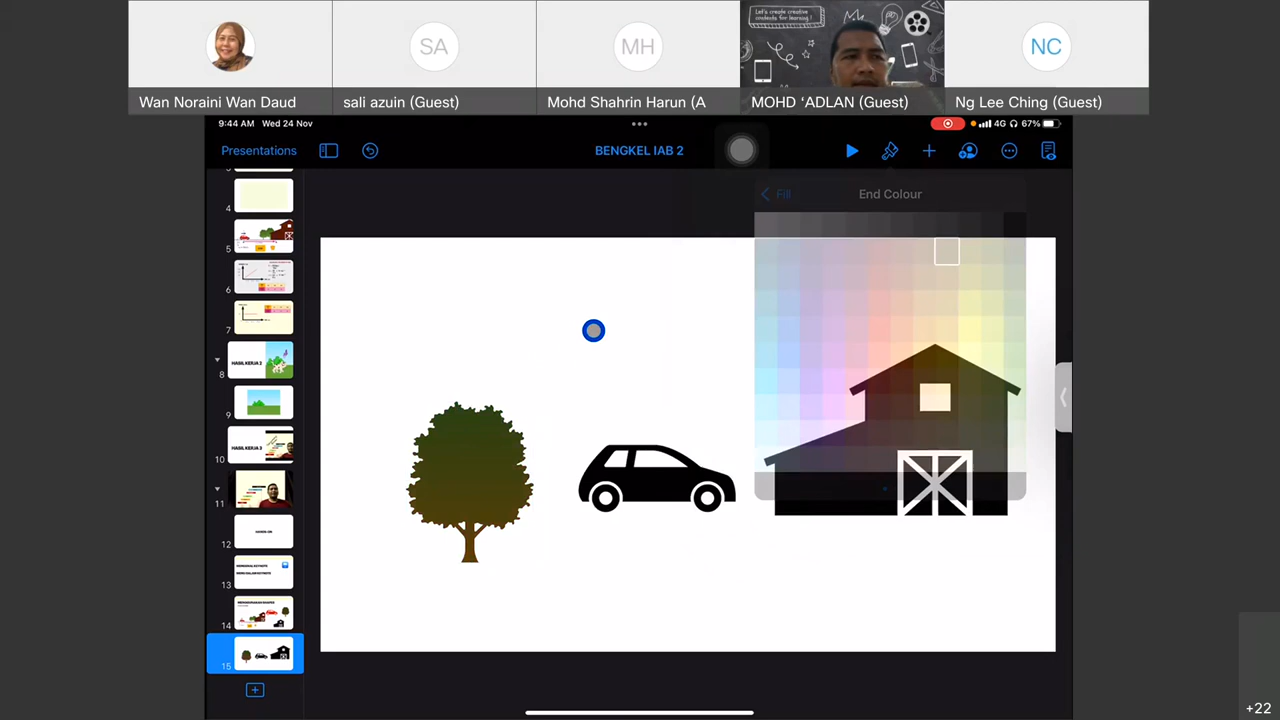 Let's create creative
contents for learning!
SA
MH
NC
Wan Noraini Wan Daud
sali azuin (Guest)
Mohd Shahrin Harun (A
MOHD 'ADLAN (Guest)
Ng Lee Ching (Guest)
9:44 AM Wed 24 Nov
4G
67%
Presentations
BENGKEL IAB 2
Fill
End Colour
4
5
6
7
HASIL KERJA 2
8
9
HASIL KERJA 3
10
11
12
13
14
15
+22